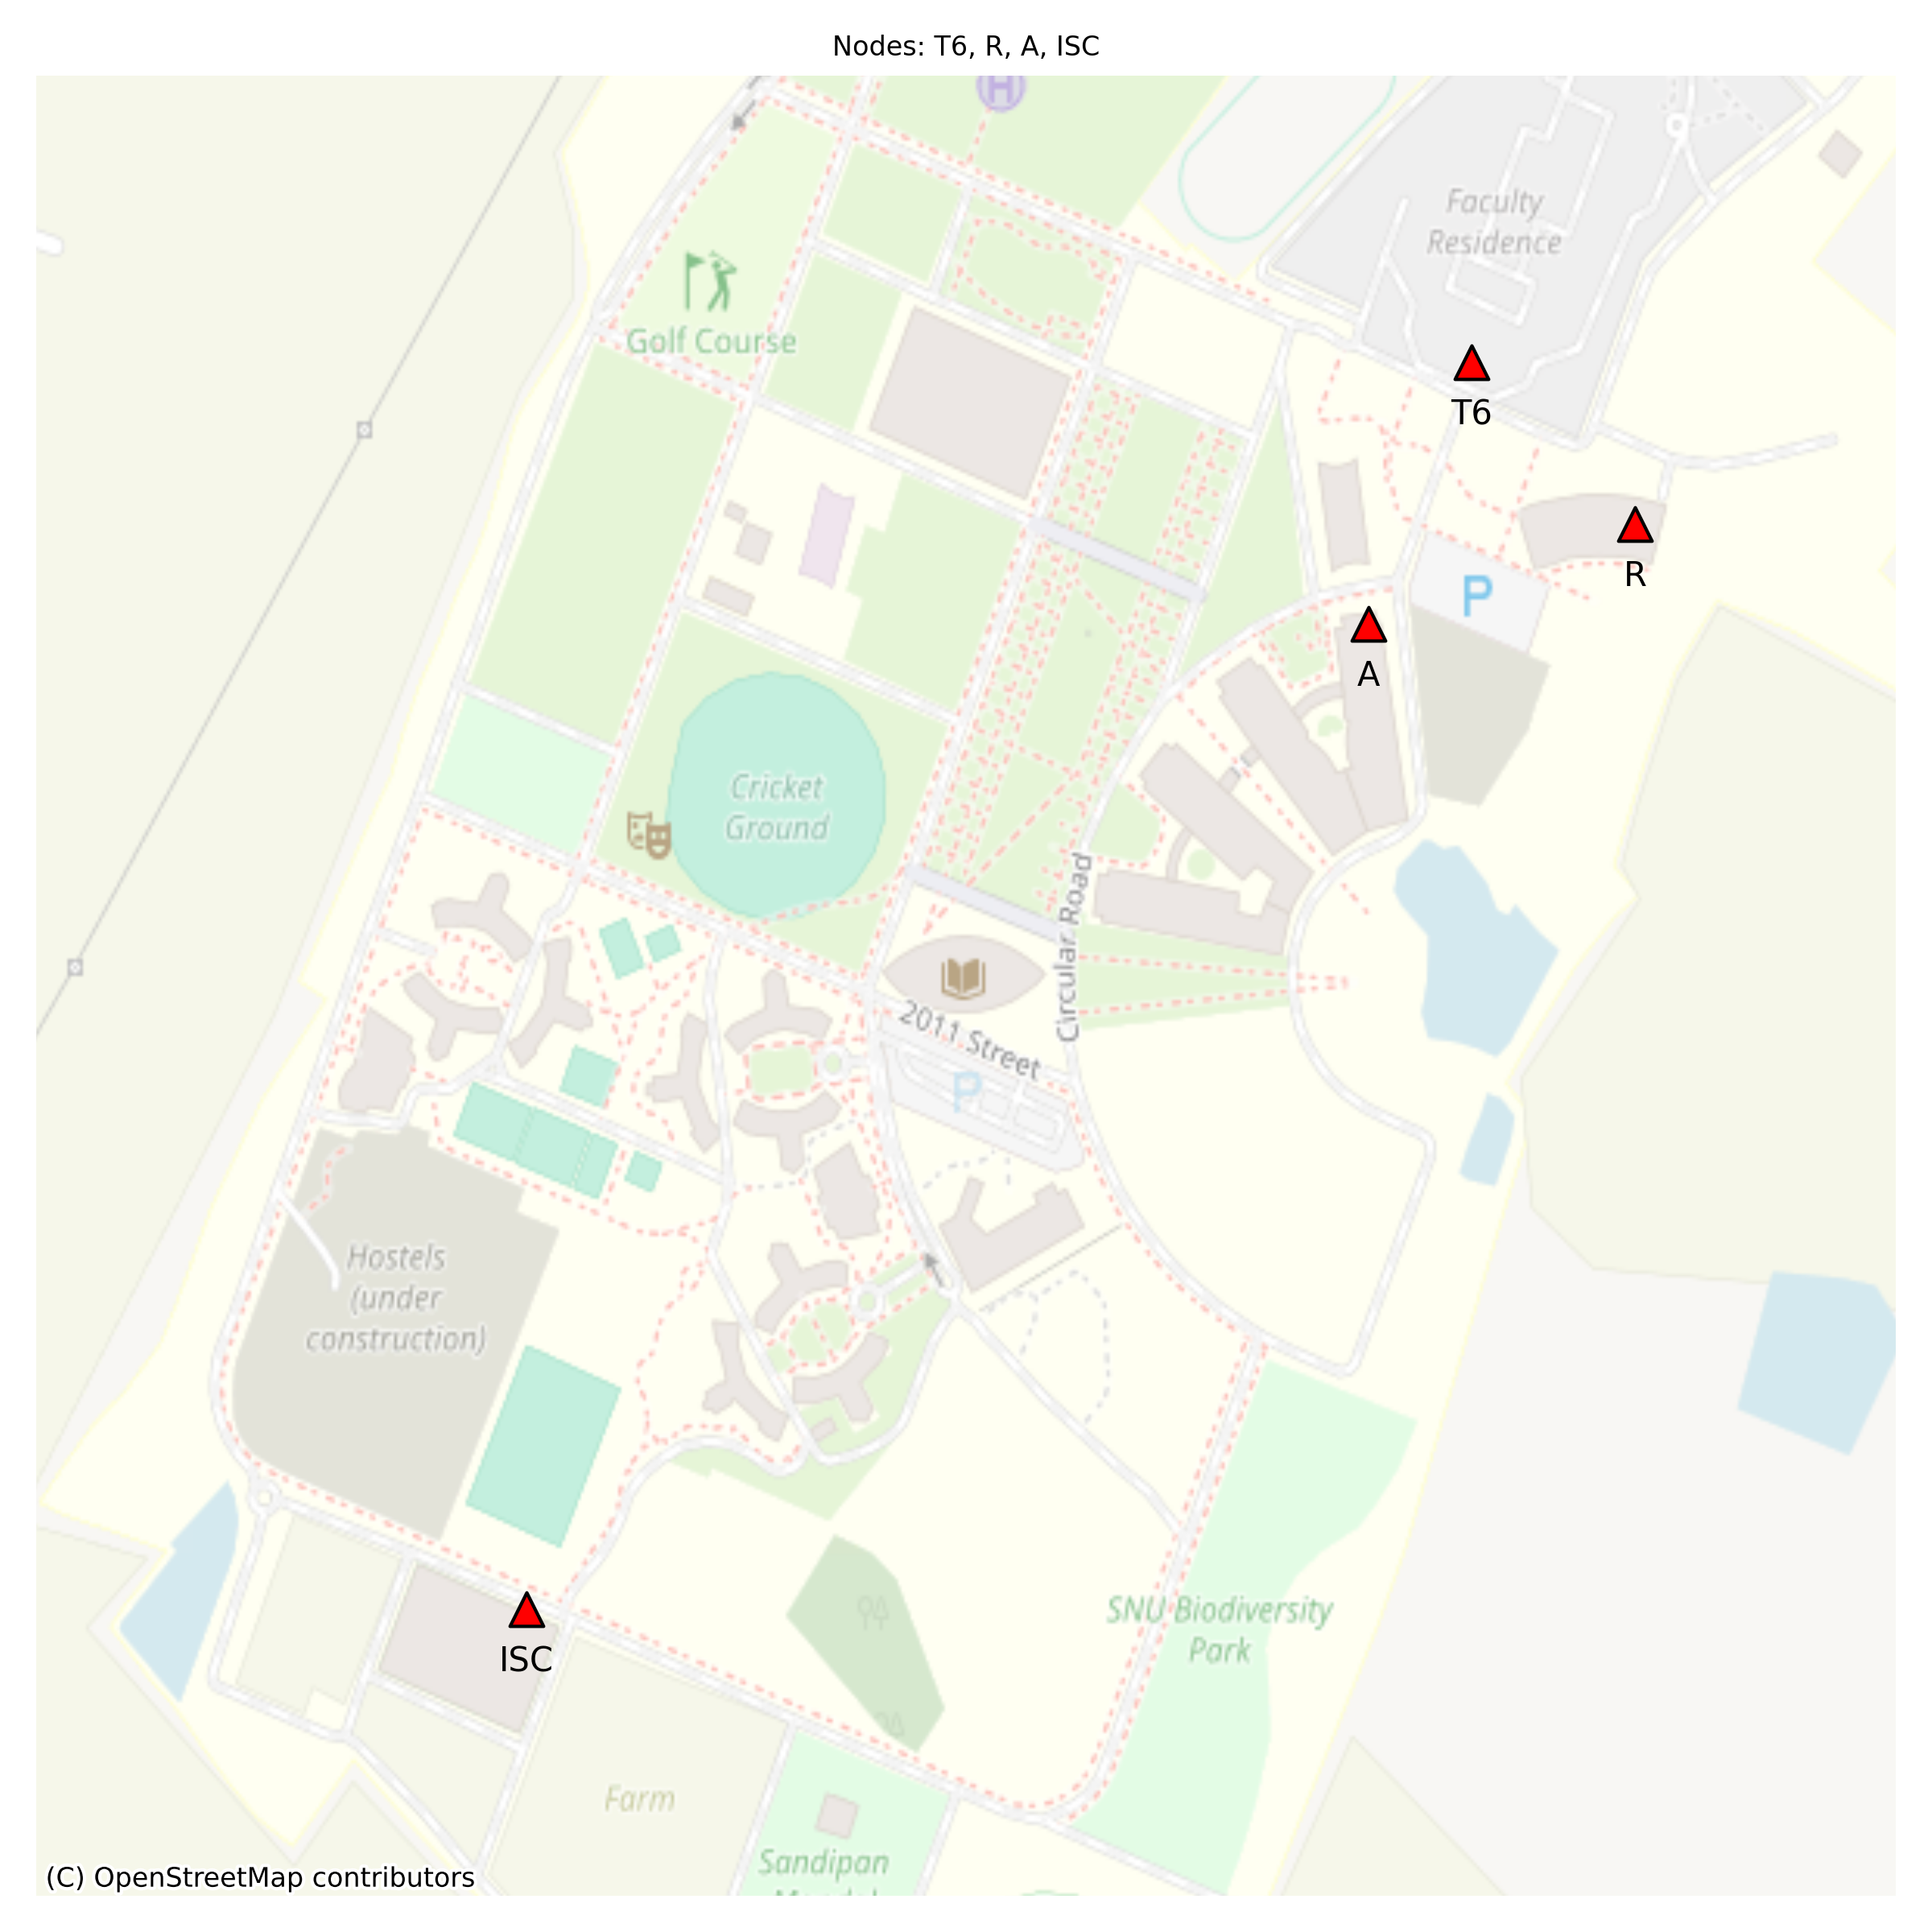 Nodes: T6, R, A, ISC
H
Faculty
Residence
Golf Course
T6
R
P
A
Cricket
Ground
Circular Road
2011 Street
P
Hostels
(under
construction)
SNU Biodiversity
Park
ISC
Farm
Sandipan
(C) OpenStreetMap contributors